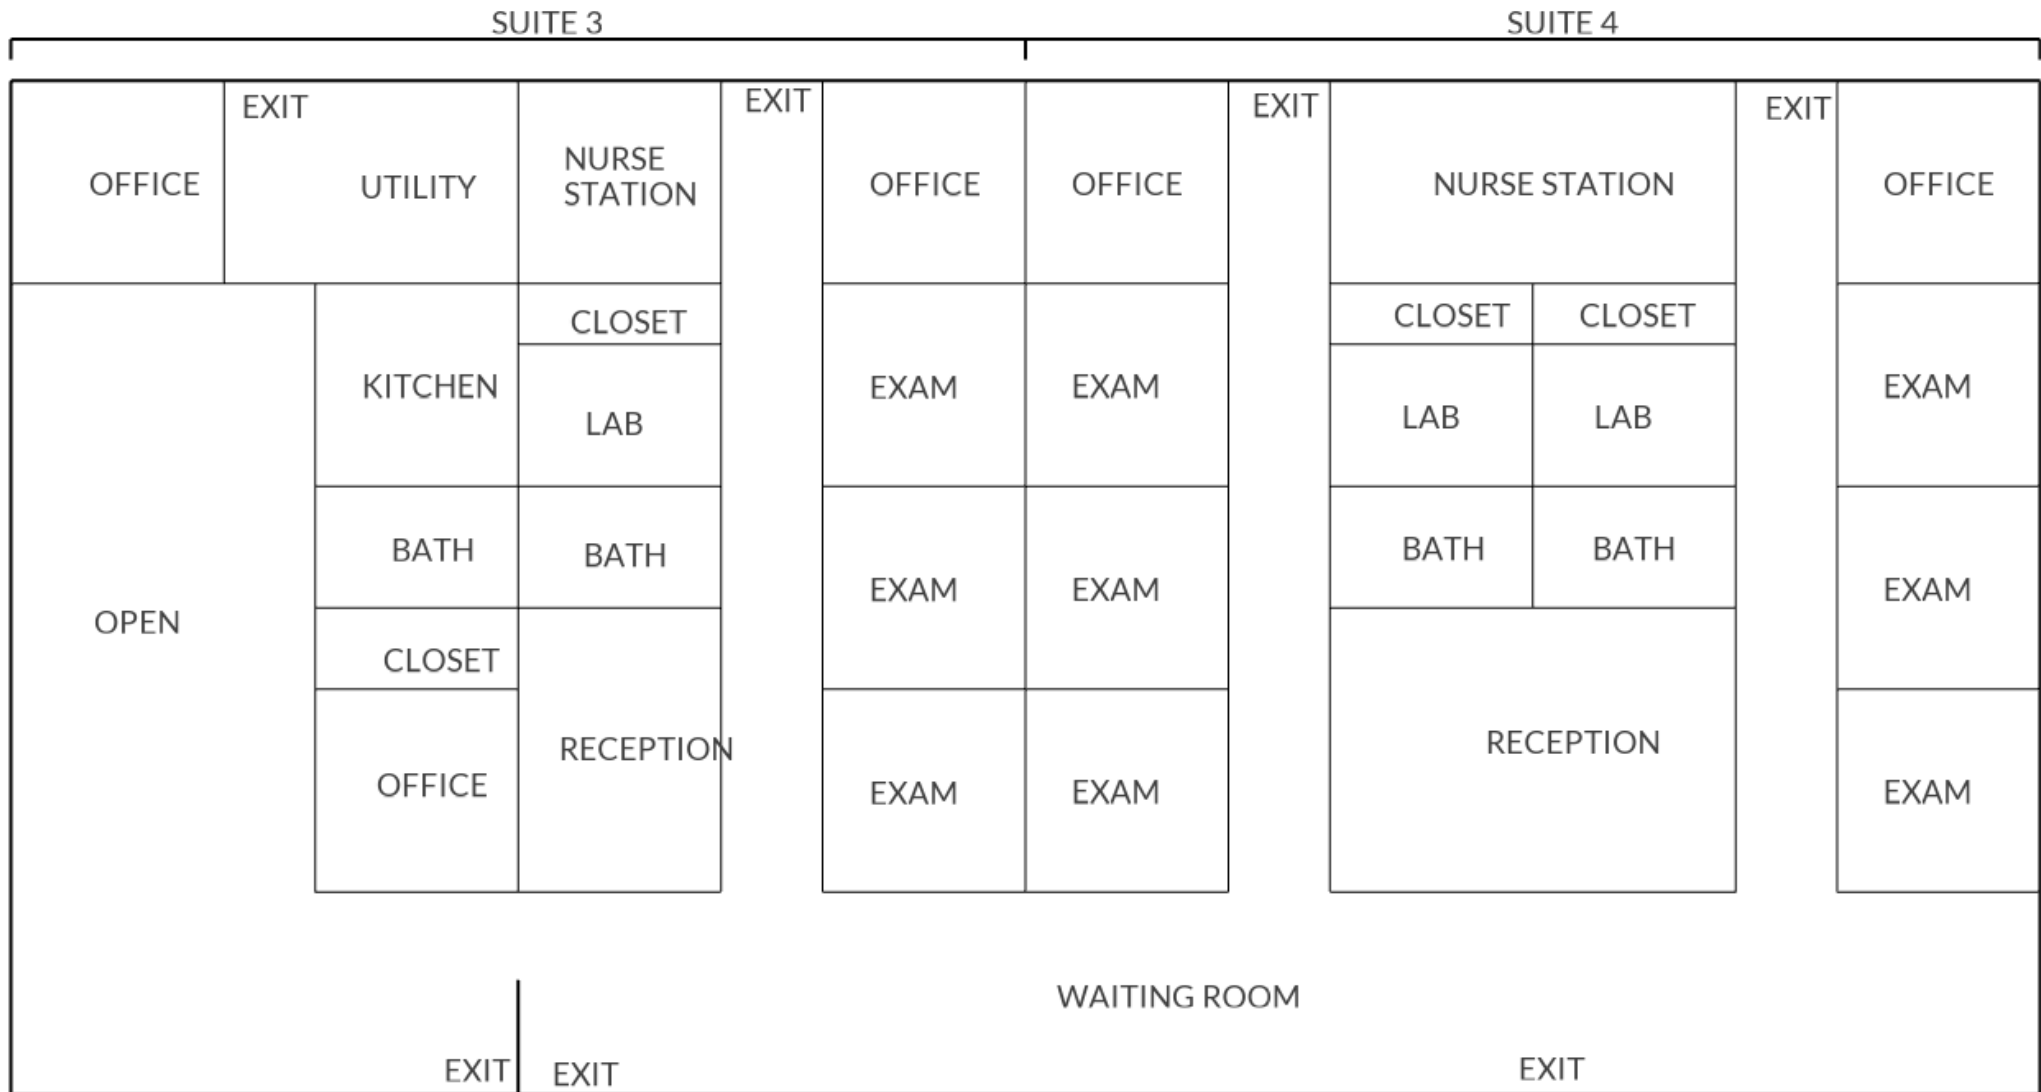 SUITE 3
SUITE 4
EXIT
EXIT
EXIT
EXIT
OFFICE
UTILITY
NURSE
STATION
OFFICE
OFFICE
NURSE STATION
OFFICE
CLOSET
CLOSET
CLOSET
KITCHEN
EXAM
EXAM
EXAM
LAB
LAB
LAB
BATH
BATH
BATH
BATH
EXAM
EXAM
EXAM
OPEN
CLOSET
RECEPTION
RECEPTION
OFFICE
EXAM
EXAM
EXAM
WAITING ROOM
EXIT
EXIT
EXIT